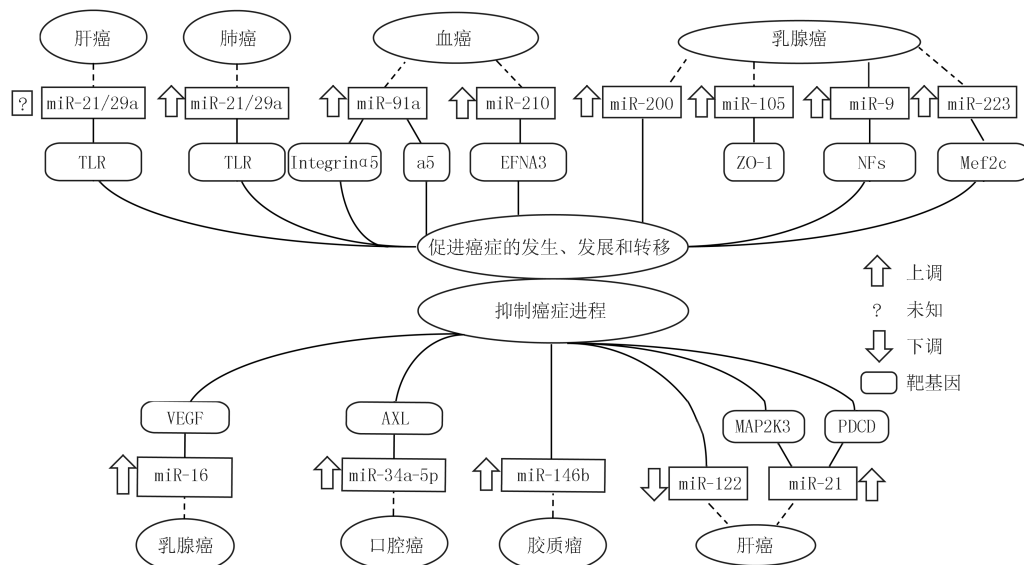 肝癌 肺癌 血癌 乳腺癌
? miR-21/29a miR-21/29a miR-91a miR-210 miR-200 miR-105 miR-9 miR-223
TLR TLR Integrinα5 a5 EFNA3 ZO-1 NFs Mef2c
促进癌症的发生、发展和转移
上调
抑制癌症进程
? 未知
下调
靶基因
VEGF AXL MAP2K3 PDCD
miR-16 miR-34a-5p miR-146b miR-122 miR-21
乳腺癌 口腔癌 胶质瘤 肝癌